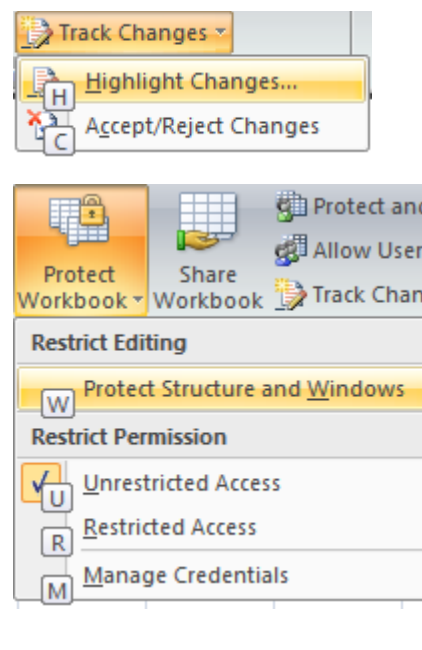 Track Changes
Highlight Changes...
H
Accept/Reject Changes
C
Protect and
Allow User
Protect Workbook
Share Workbook
Track Chan
Restrict Editing
Protect Structure and Windows
W
Restrict Permission
Unrestricted Access
U
Restricted Access
R
Manage Credentials
M